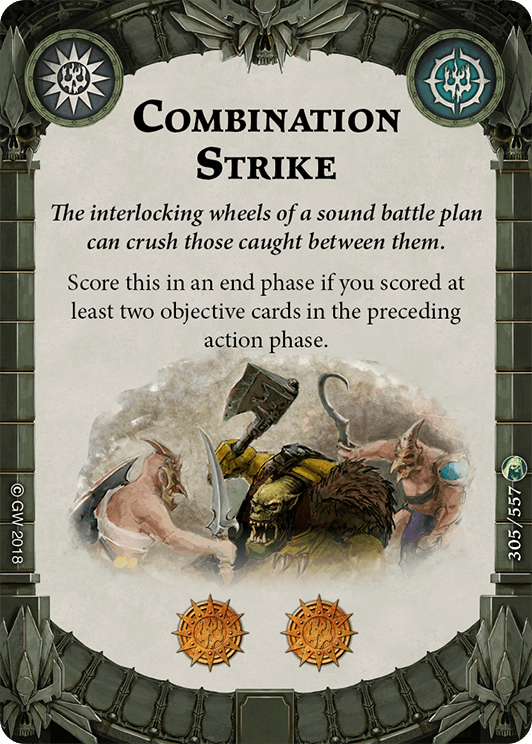 COMBINATION
STRIKE
The interlocking wheels of a sound battle plan
can crush those caught between them.
Score this in an end phase if you scored at
least two objective cards in the preceding
action phase.
© GW 2018
305/557